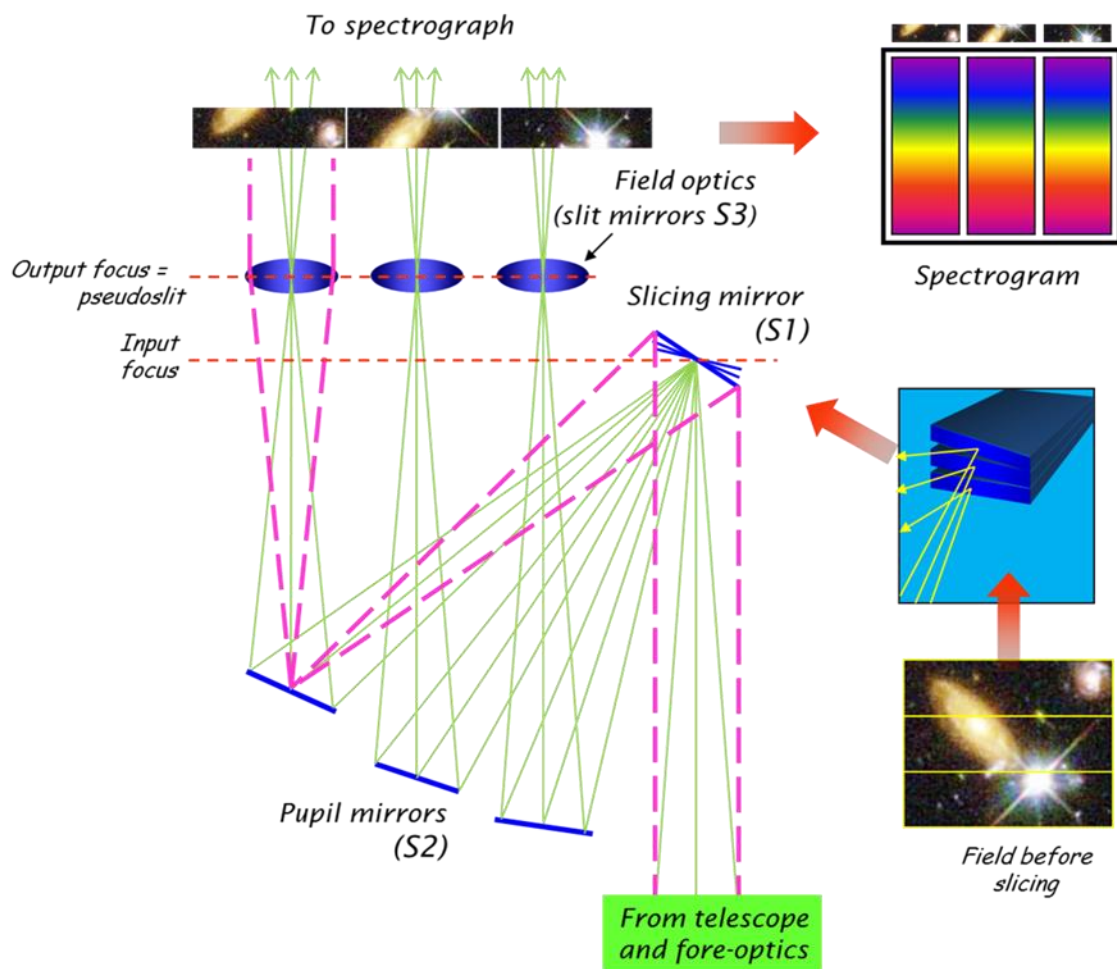 To spectrograph
Field optics
(slit mirrors S3)
Output focus =
pseudoslit
Slicing mirror
(S1)
Input
focus
Spectrogram
Pupil mirrors
(S2)
Field before
slicing
From telescope
and fore-optics